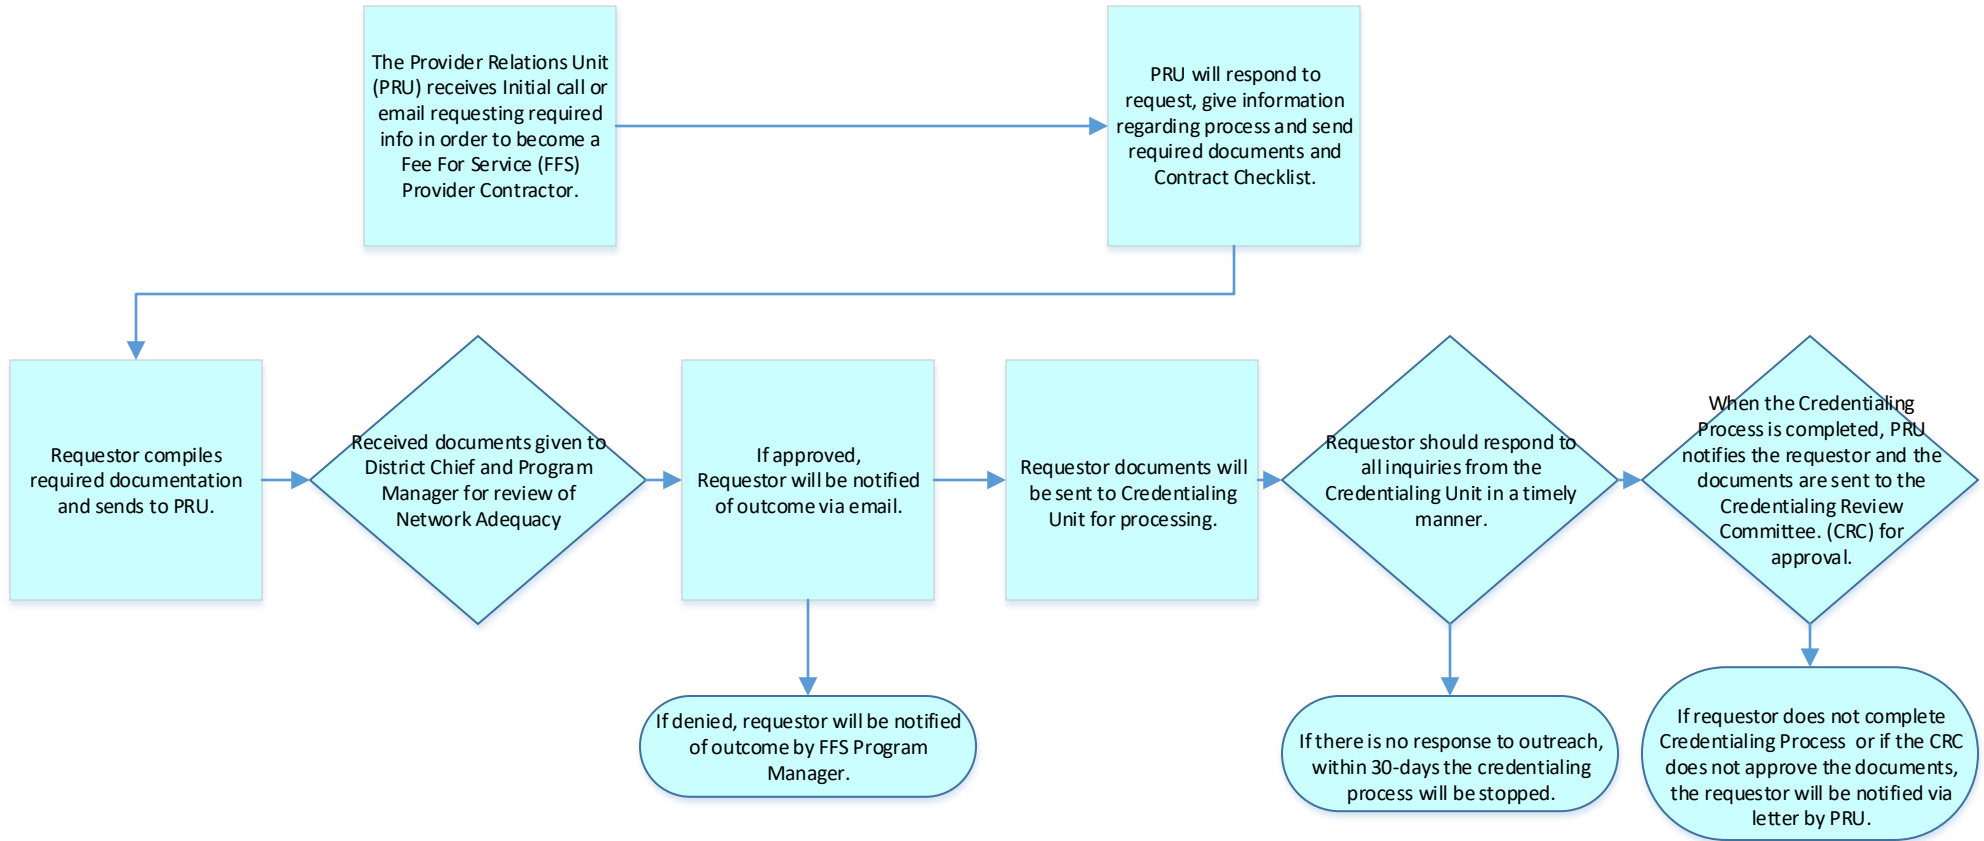 The Provider Relations Unit
(PRU) receives Initial call or
email requesting required
info in order to become a
Fee For Service (FFS)
Provider Contractor.
PRU will respond to
request, give information
regarding process and send
required documents and
Contract Checklist.
Requestor compiles
required documentation
and sends to PRU.
Received documents given to
District Chief and Program
Manager for review of
Network Adequacy
If approved,
Requestor will be notified
of outcome via email.
Requestor documents will
be sent to Credentialing
Unit for processing.
Requestor should respond to
all inquiries from the
Credentialing Unit in a timely
manner.
When the Credentialing
Process is completed, PRU
notifies the requestor and the
documents are sent to the
Credentialing Review
Committee. (CRC) for
approval.
If denied, requestor will be notified
of outcome by FFS Program
Manager.
If there is no response to outreach,
within 30-days the credentialing
process will be stopped.
If requestor does not complete
Credentialing Process or if the CRC
does not approve the documents,
the requestor will be notified via
letter by PRU.